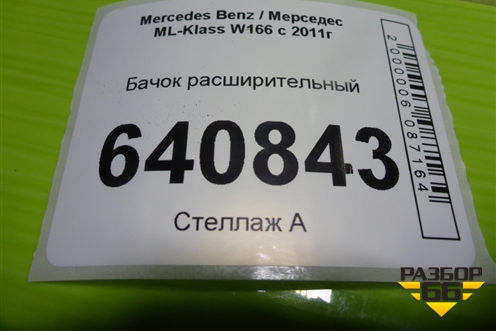 Mercedes Benz / Мерседес
ML-Klass W166 с 2011г
Бачок расширительный
640843
Стеллаж А
2000006087164
РАЗБОР
66